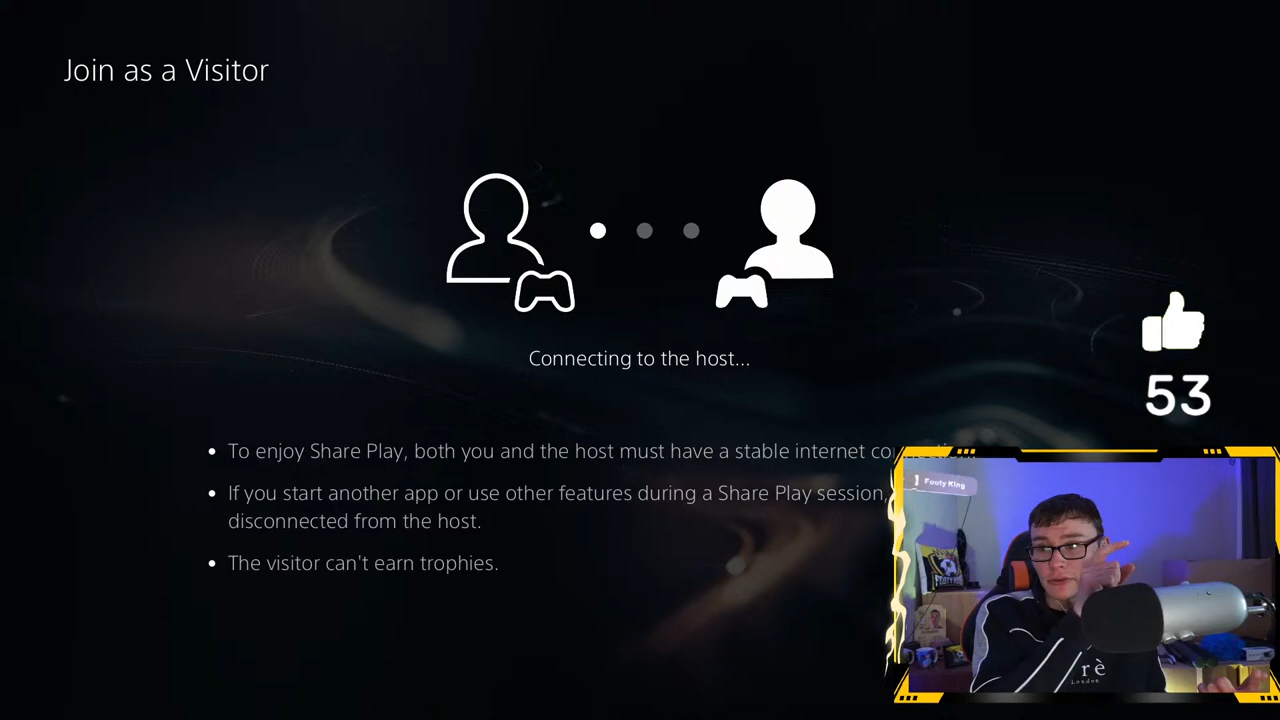 Join as a Visitor
Connecting to the host...
53
• To enjoy Share Play, both you and the host must have a stable internet
• If you start another app or use other features during a Share Play session,
disconnected from the host.
• The visitor can't earn trophies.
Footy King
rè
London